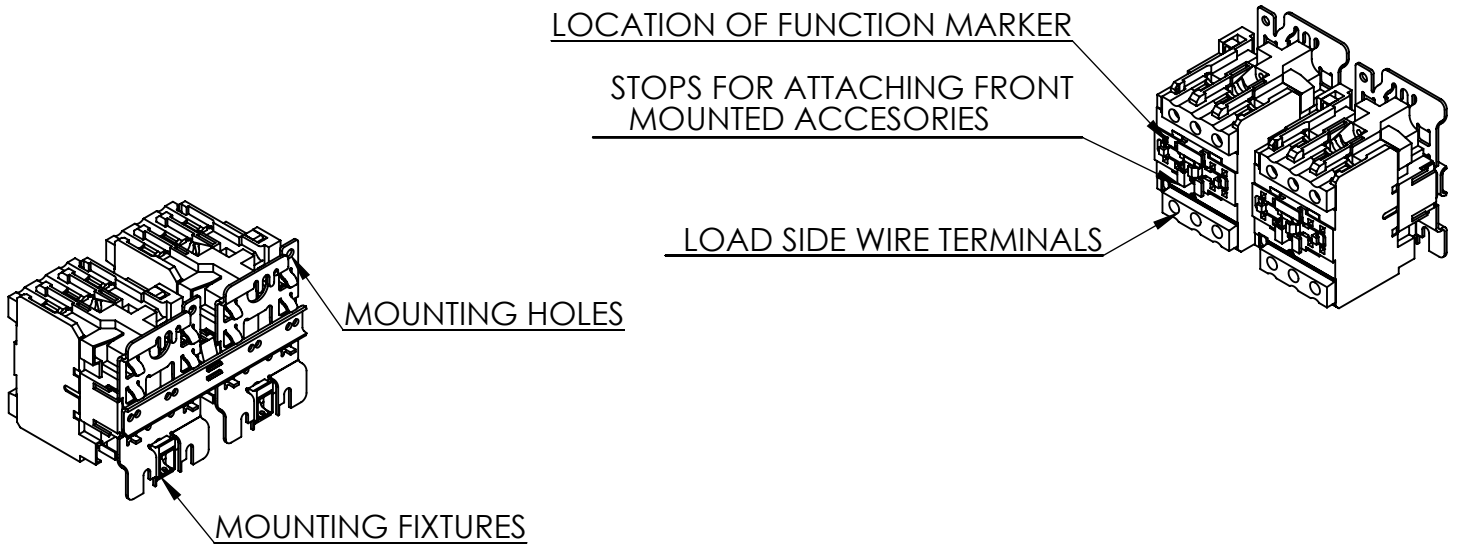 LOCATION OF FUNCTION MARKER
STOPS FOR ATTACHING FRONT
MOUNTED ACCESORIES
LOAD SIDE WIRE TERMINALS
MOUNTING HOLES
MOUNTING FIXTURES